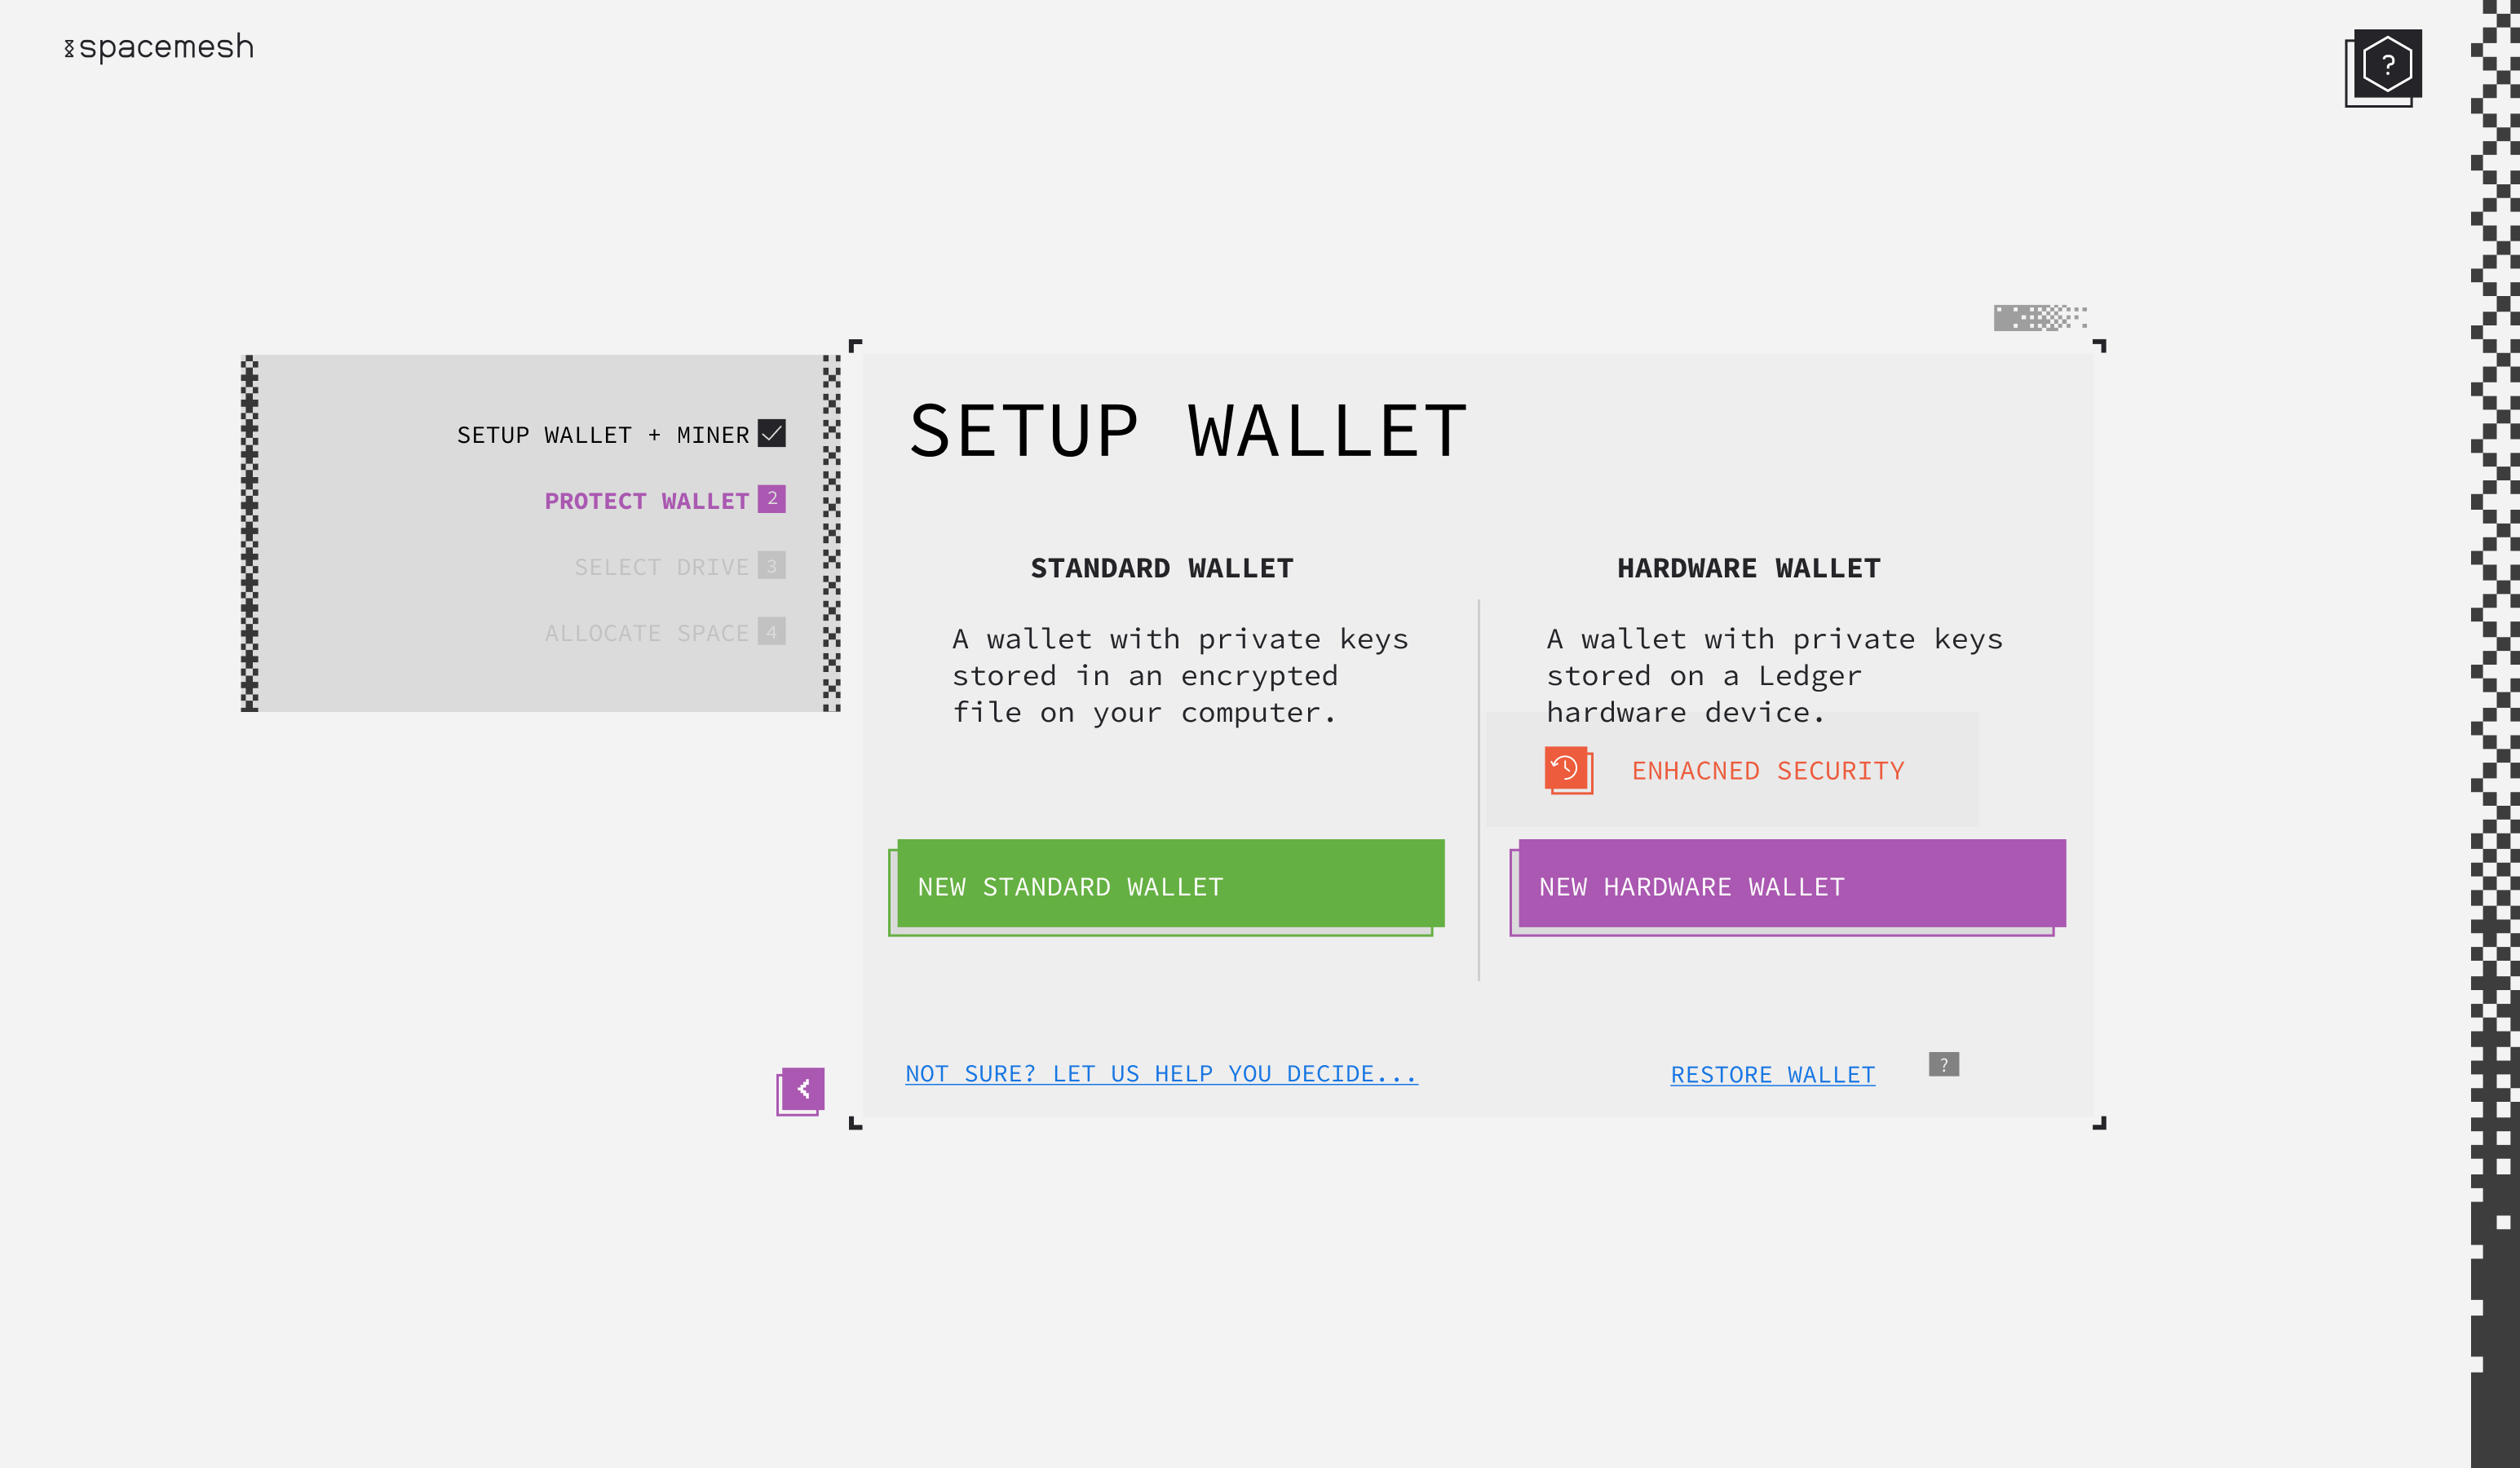 spacemesh
?
SETUP WALLET + MINER
PROTECT WALLET 2
SELECT DRIVE 3
ALLOCATE SPACE 4
SETUP WALLET
STANDARD WALLET
A wallet with private keys
stored in an encrypted
file on your computer.
NEW STANDARD WALLET
HARDWARE WALLET
A wallet with private keys
stored on a Ledger
hardware device.
ENHACNED SECURITY
NEW HARDWARE WALLET
NOT SURE? LET US HELP YOU DECIDE...
RESTORE WALLET ?